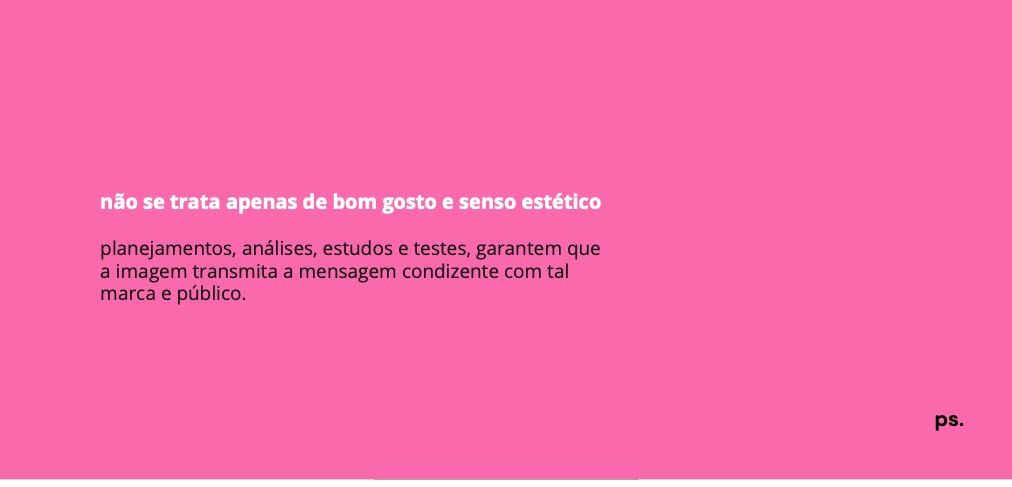 não se trata apenas de bom gosto e senso estético
planejamentos, análises, estudos e testes, garantem que
a imagem transmita a mensagem condizente com tal
marca e público.
ps.